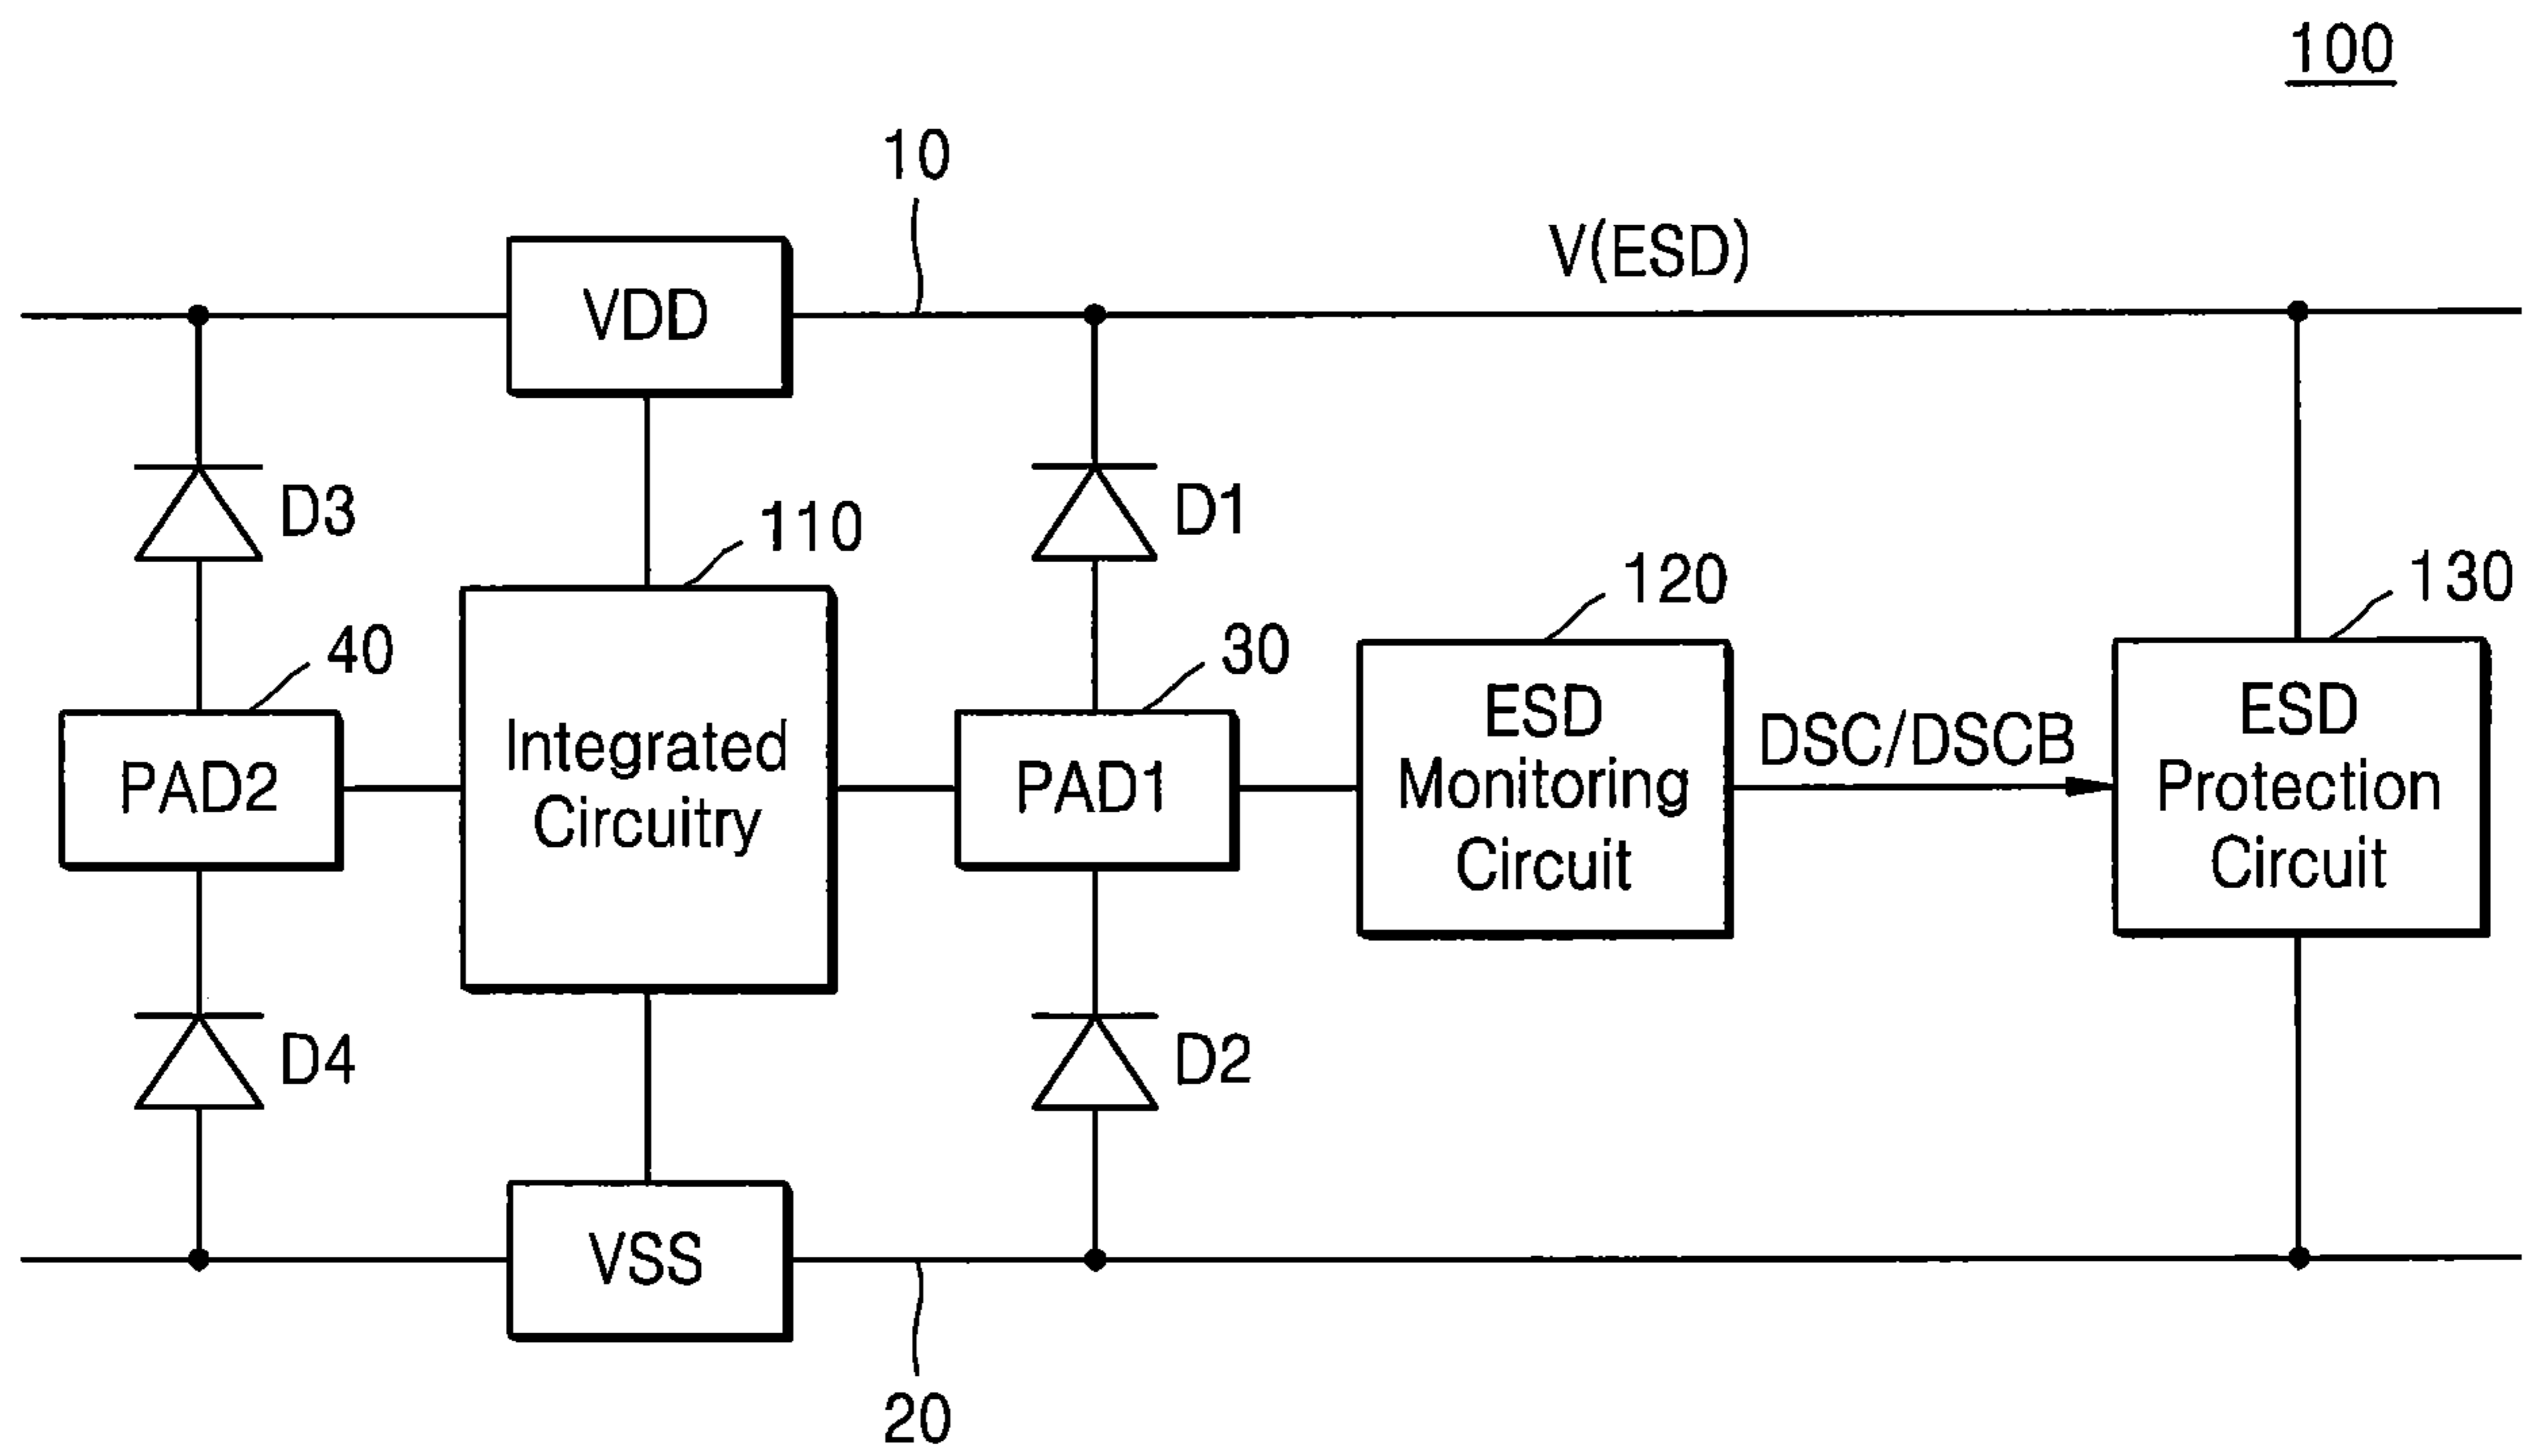 100
10
V(ESD)
VDD
D3
D1
110
120
130
40
30
ESD
Monitoring
Circuit
ESD
Protection
Circuit
DSC/DSCB
Integrated
Circuitry
PAD2
PAD1
D4
D2
VSS
20